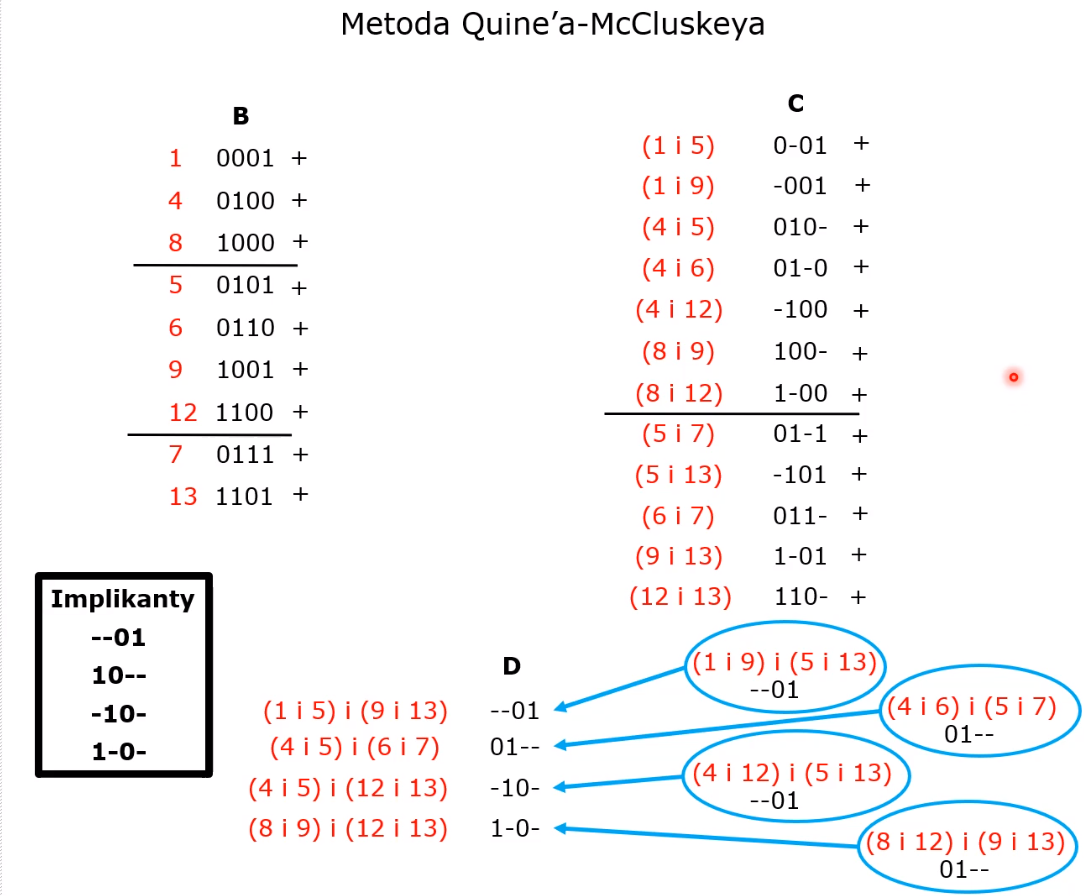 Metoda Quine’a-McCluskeya
B
1 0001 +
4 0100 +
8 1000 +
5 0101 +
6 0110 +
9 1001 +
12 1100 +
7 0111 +
13 1101 +
C
(1 i 5) 0-01 +
(1 i 9) -001 +
(4 i 5) 010- +
(4 i 6) 01-0 +
(4 i 12) -100 +
(8 i 9) 100- +
(8 i 12) 1-00 +
(5 i 7) 01-1 +
(5 i 13) -101 +
(6 i 7) 011- +
(9 i 13) 1-01 +
(12 i 13) 110- +
Implikanty
--01
10--
-10-
1-0-
D
(1 i 5) i (9 i 13) --01
(4 i 5) i (6 i 7) 01--
(4 i 5) i (12 i 13) -10-
(8 i 9) i (12 i 13) 1-0-
(1 i 9) i (5 i 13)
--01
(4 i 6) i (5 i 7)
01--
(4 i 12) i (5 i 13)
--01
(8 i 12) i (9 i 13)
01--